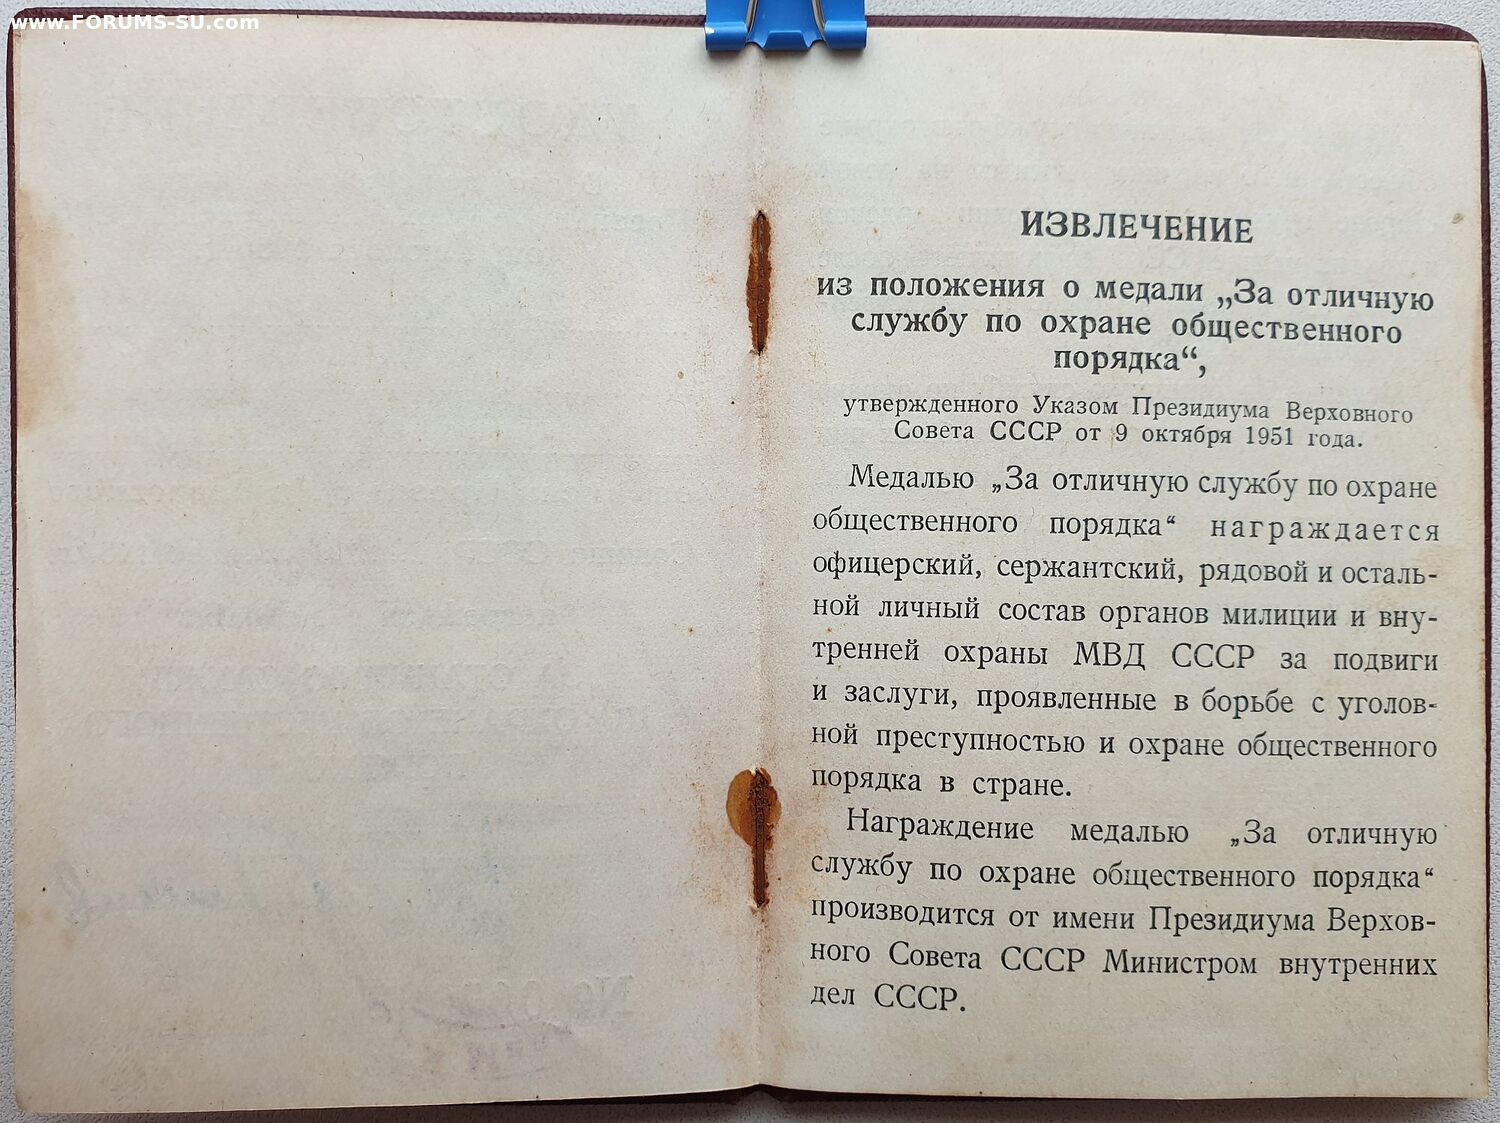 www.FORUMS-SU.com
ИЗВЛЕЧЕНИЕ
из положения о медали „За отличную
службу по охране общественного
порядка“,
утвержденного Указом Президиума Верховного
Совета СССР от 9 октября 1951 года.
Медалью „За отличную службу по охране
общественного порядка“ награждается
офицерский, сержантский, рядовой и осталь-
ной личный состав органов милиции и вну-
тренней охраны МВД СССР за подвиги
и заслуги, проявленные в борьбе с уголов-
ной преступностью и охране общественного
порядка в стране.
Награждение медалью „За отличную
службу по охране общественного порядка“
производится от имени Президиума Верхов-
ного Совета СССР Министром внутренних
дел СССР.